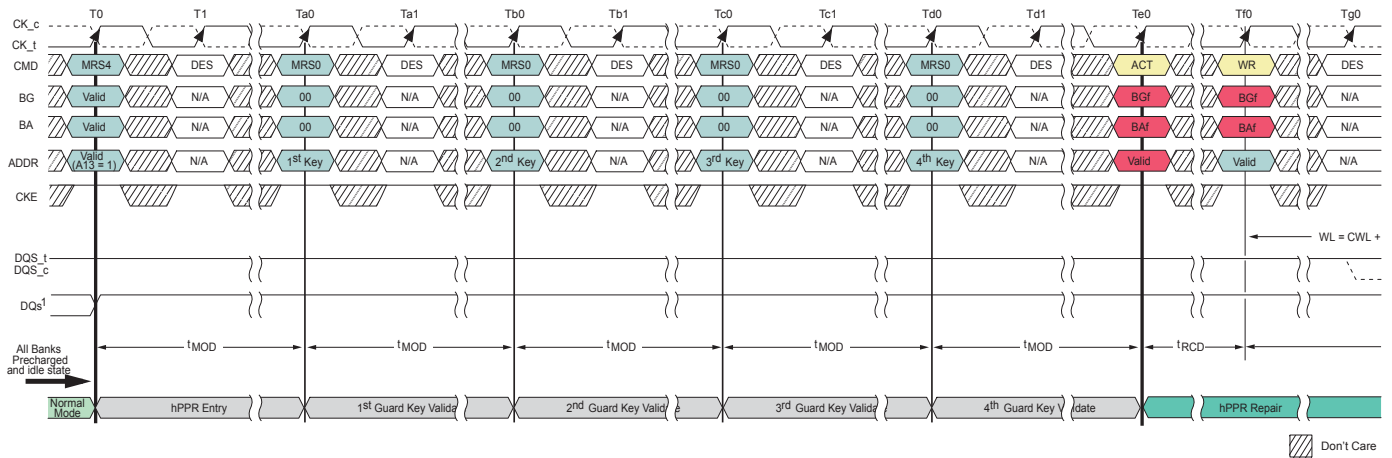 T0 T1 Ta0 Ta1 Tb0 Tb1 Tc0 Tc1 Td0 Td1 Te0 Tf0 Tg0
CK_c
CK_t
CMD MRS4 DES MRS0 DES MRS0 DES MRS0 DES MRS0 DES ACT WR DES
BG Valid N/A 00 N/A 00 N/A 00 N/A 00 N/A BGf BGf N/A
BA Valid N/A 00 N/A 00 N/A 00 N/A 00 N/A BAf BAf N/A
ADDR Valid (A13 = 1) N/A 1st Key N/A 2nd Key N/A 3rd Key N/A 4th Key N/A Valid Valid N/A
CKE
WL = CWL +
DQS_t
DQS_c
DQs1
All Banks
Precharged
and idle state
tMOD tMOD tMOD tMOD tMOD tRCD
Normal Mode hPPR Entry 1st Guard Key Valida 2nd Guard Key Valid e 3rd Guard Key Valida e 4th Guard Key V idate hPPR Repair
Don't Care